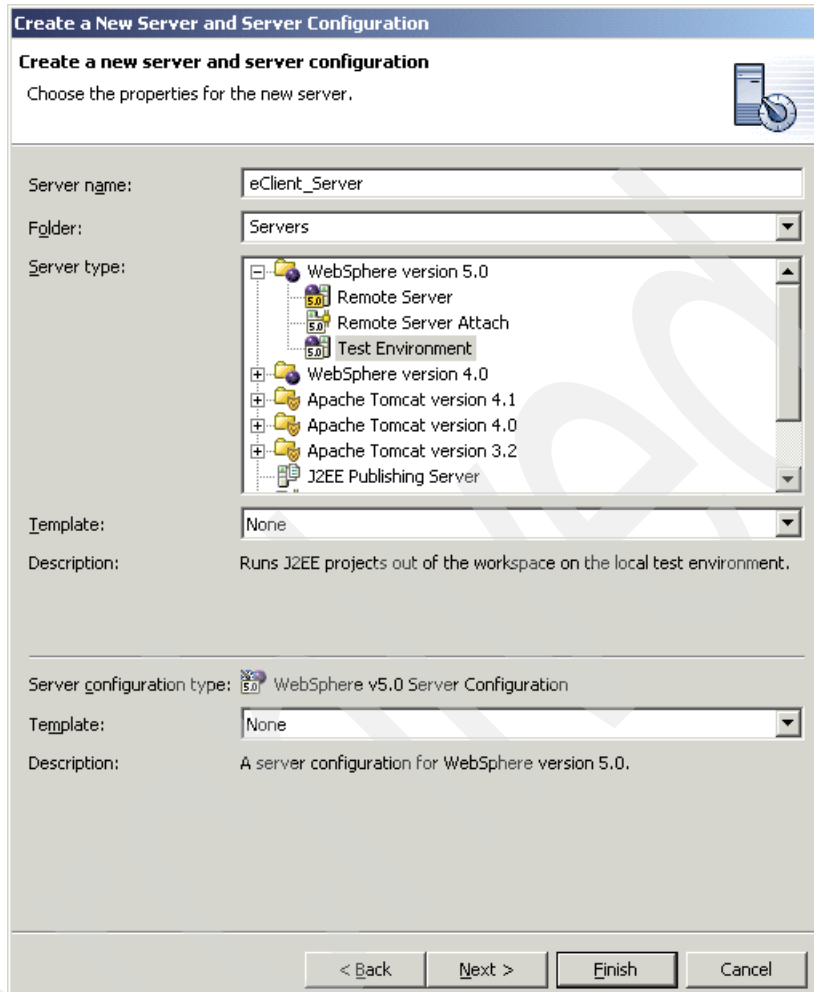 Create a New Server and Server Configuration
Create a new server and server configuration
Choose the properties for the new server.
Server name: eClient_Server
Folder: Servers
Server type: WebSphere version 5.0
Remote Server
Remote Server Attach
Test Environment
WebSphere version 4.0
Apache Tomcat version 4.1
Apache Tomcat version 4.0
Apache Tomcat version 3.2
J2EE Publishing Server
Template: None
Description: Runs J2EE projects out of the workspace on the local test environment.
Server configuration type: WebSphere v5.0 Server Configuration
Template: None
Description: A server configuration for WebSphere version 5.0.
< Back Next > Finish Cancel